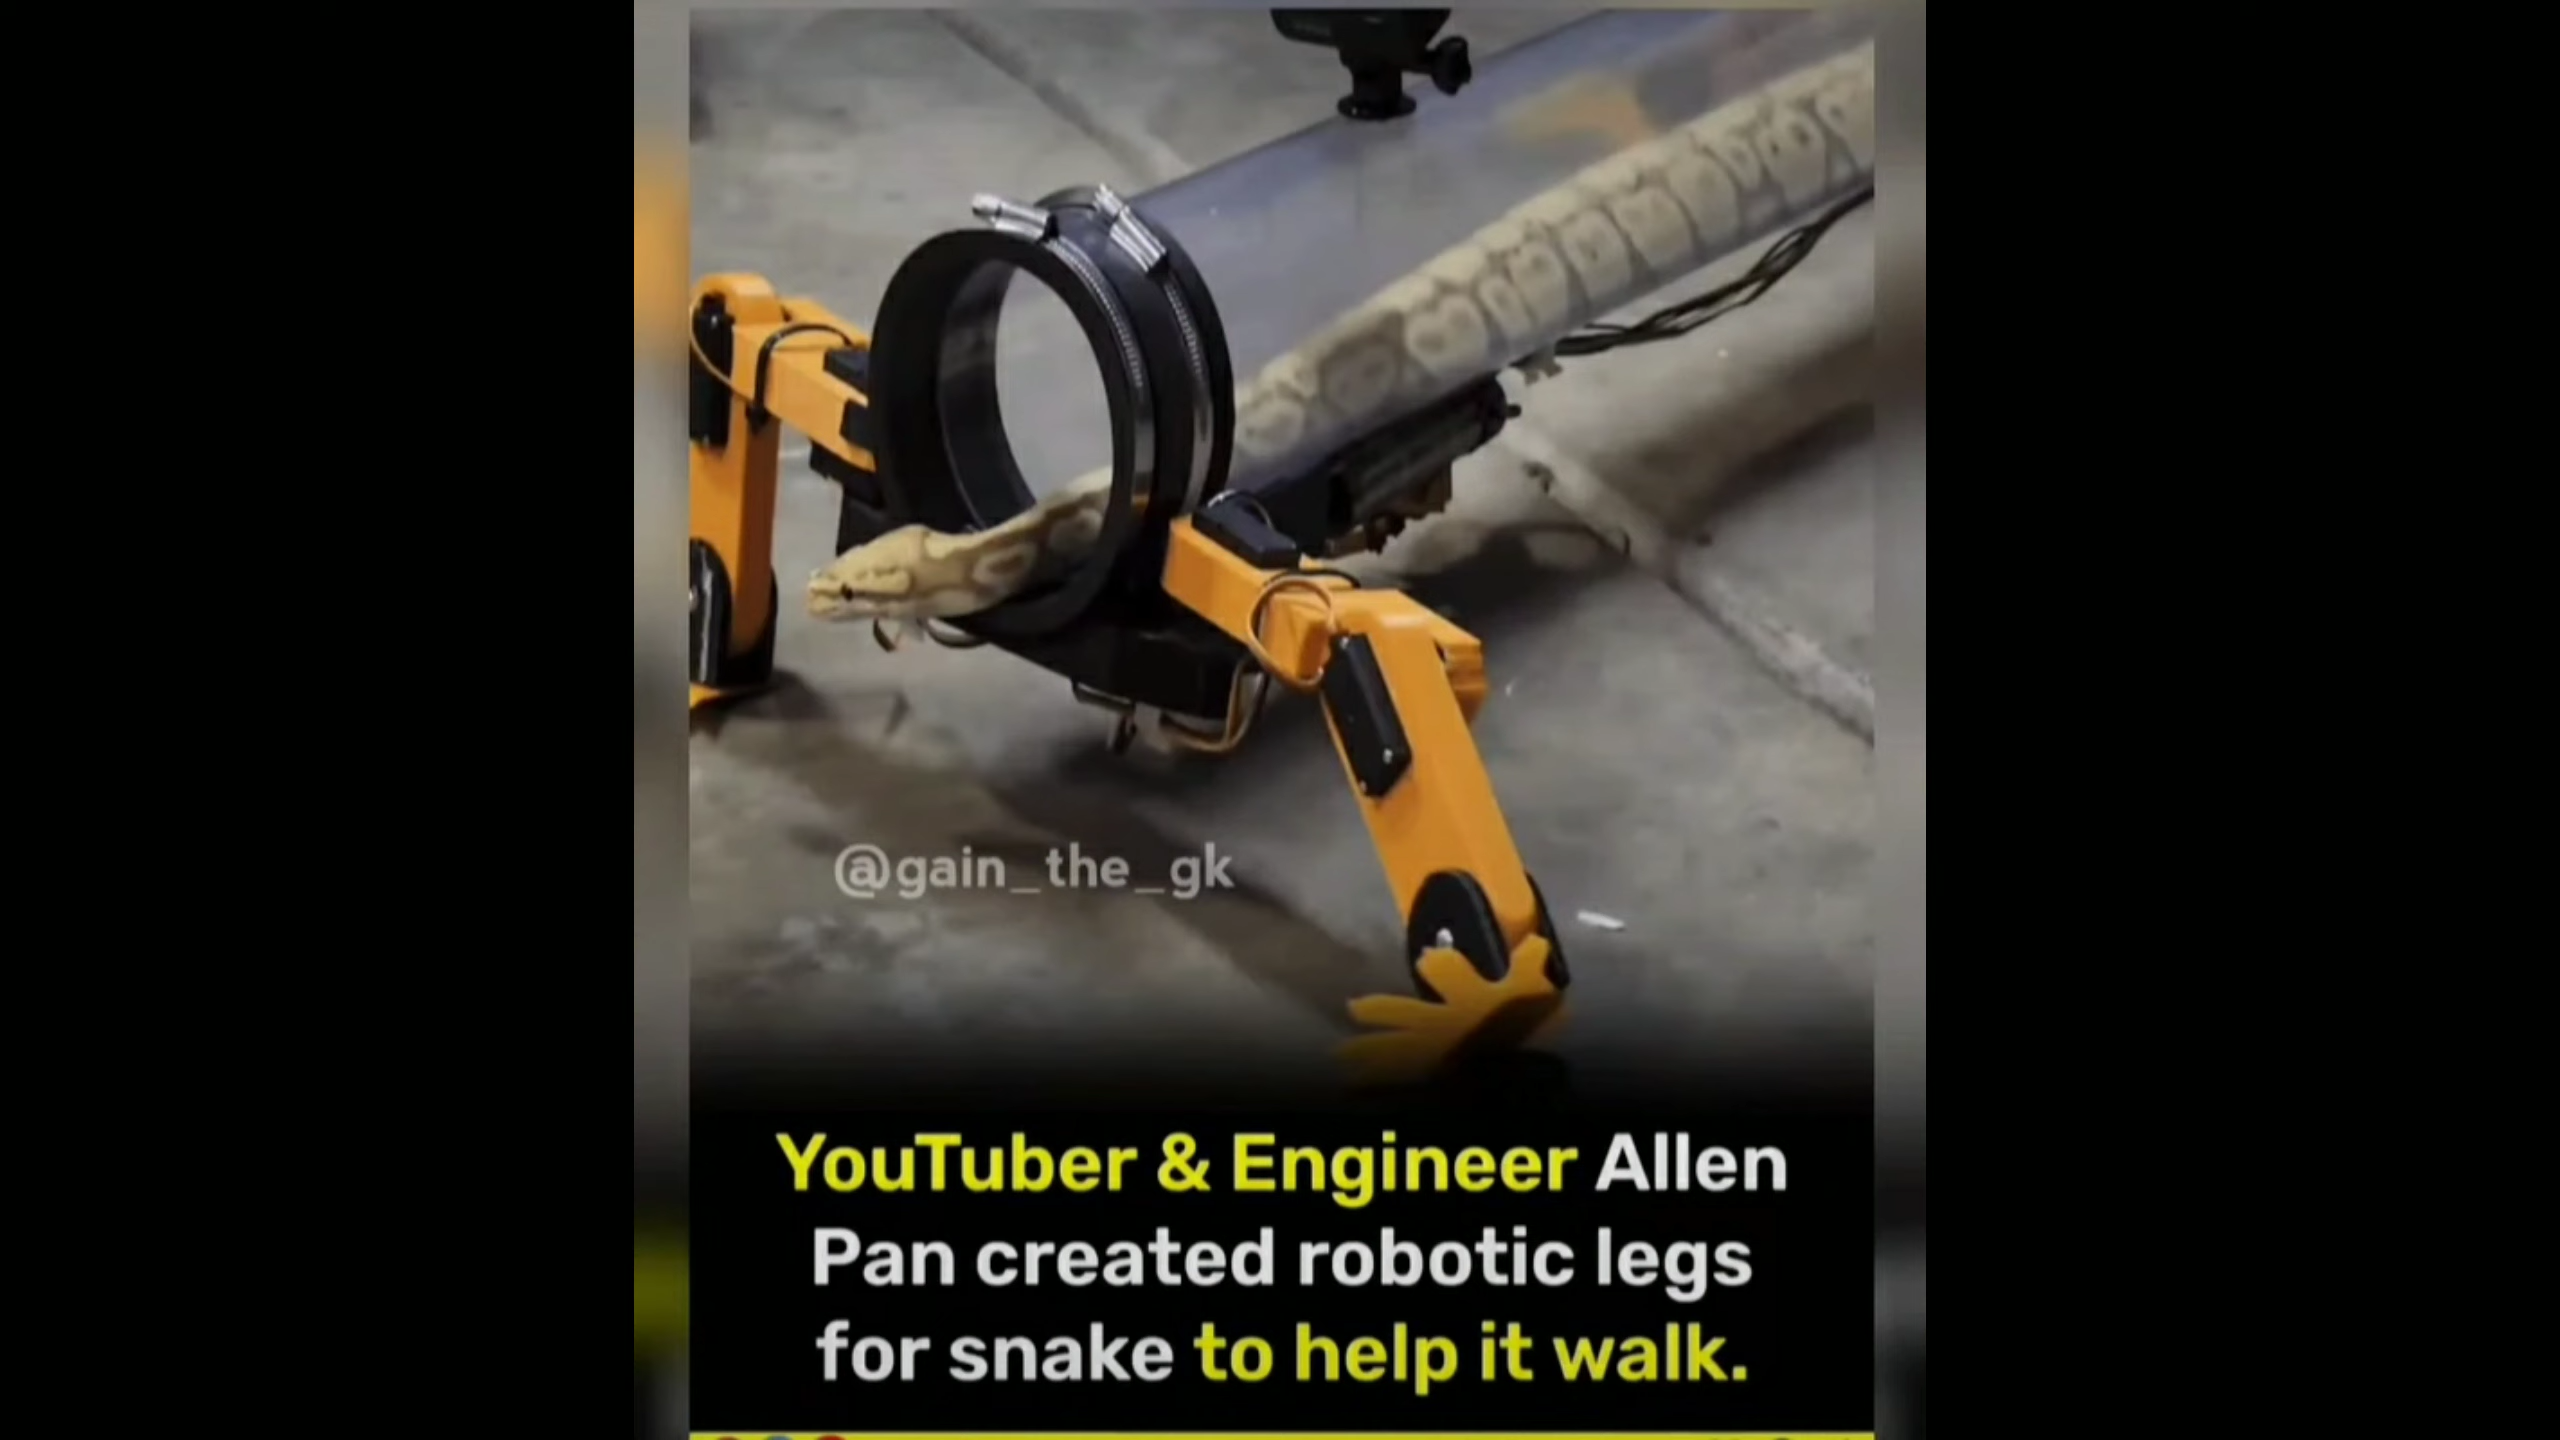 @gain_the_gk
YouTuber & Engineer Allen
Pan created robotic legs
for snake to help it walk.